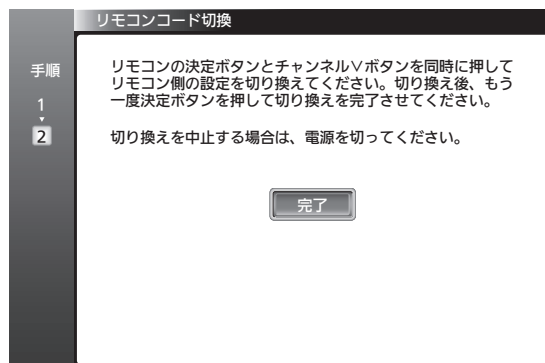 リモコンコード切換
手順
1
2
リモコンの決定ボタンとチャンネル∨ボタンを同時に押して
リモコン側の設定を切り換えてください。切り換え後、もう
一度決定ボタンを押して切り換えを完了させてください。
切り換えを中止する場合は、電源を切ってください。
完了